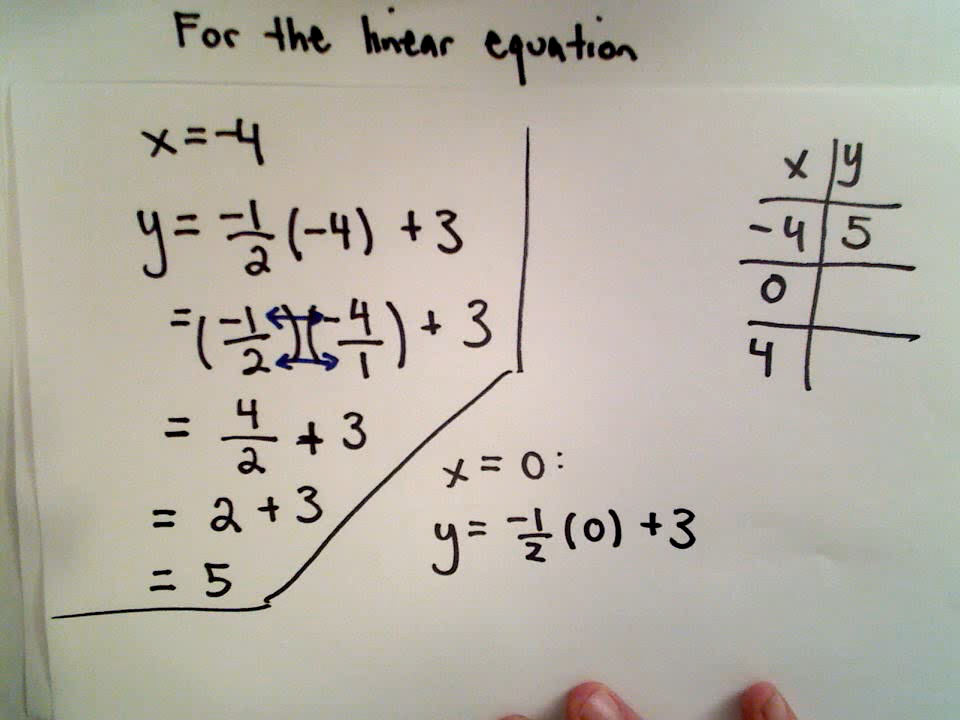 For the linear equation
x = -4
y = -1/2 (-4) + 3
= (-1/2)(-4/1) + 3
= 4/2 + 3
= 2 + 3
= 5
x = 0:
y = -1/2 (0) + 3
x y
-4 5
0
4